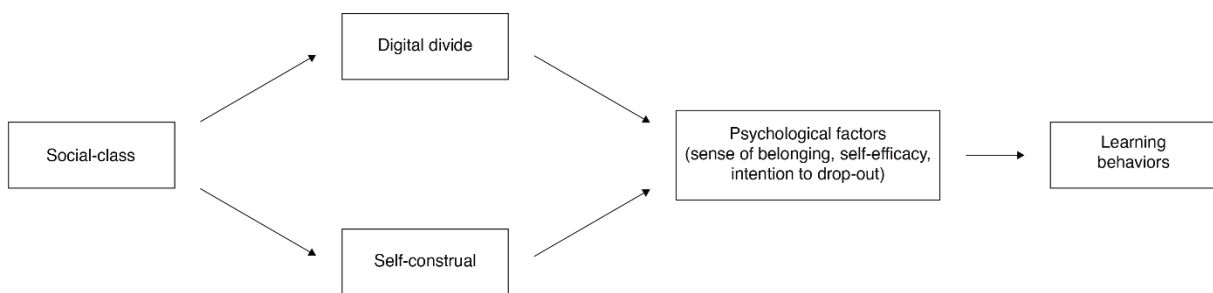 Digital divide
Social-class
Psychological factors
(sense of belonging, self-efficacy,
intention to drop-out)
Learning
behaviors
Self-construal